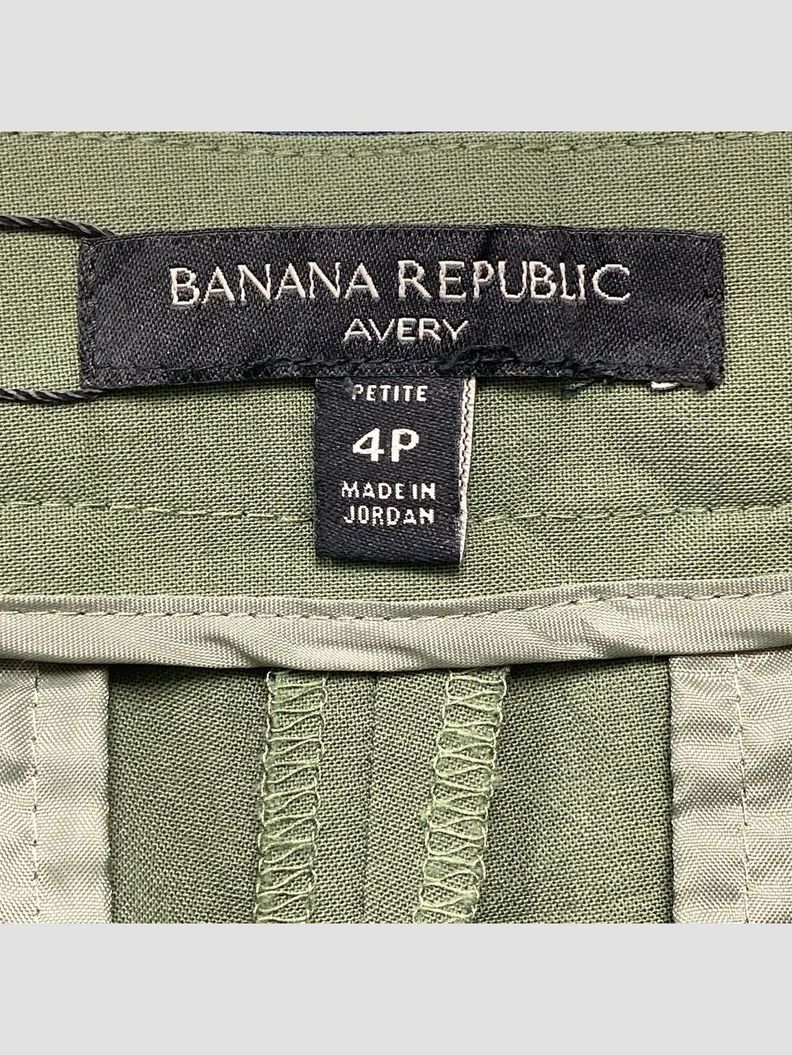 BANANA REPUBLIC
AVERY
PETITE
4P
MADE IN
JORDAN